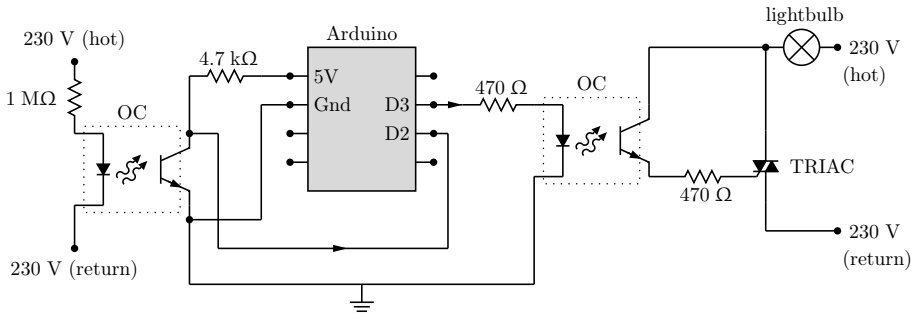 lightbulb
230 V (hot)
Arduino
230 V
(hot)
4.7 kΩ
5V
1 MΩ
OC
Gnd
D3
470 Ω
OC
D2
TRIAC
470 Ω
230 V (return)
230 V
(return)